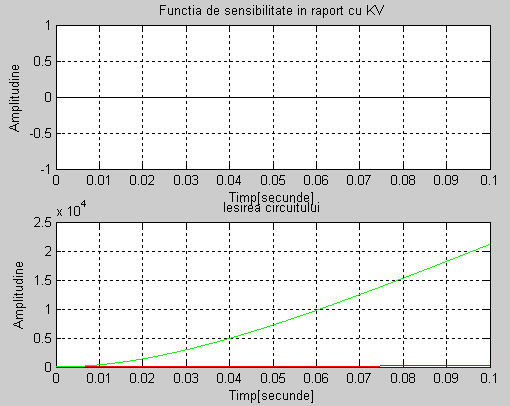 Functia de sensibilitate in raport cu KV
1
0.5
0
-0.5
-1
Amplitudine
0 0.01 0.02 0.03 0.04 0.05 0.06 0.07 0.08 0.09 0.1
Timp[secunde]
Iesirea circuitului
x 10^4
2.5
2
1.5
1
0.5
0
Amplitudine
0 0.01 0.02 0.03 0.04 0.05 0.06 0.07 0.08 0.09 0.1
Timp[secunde]